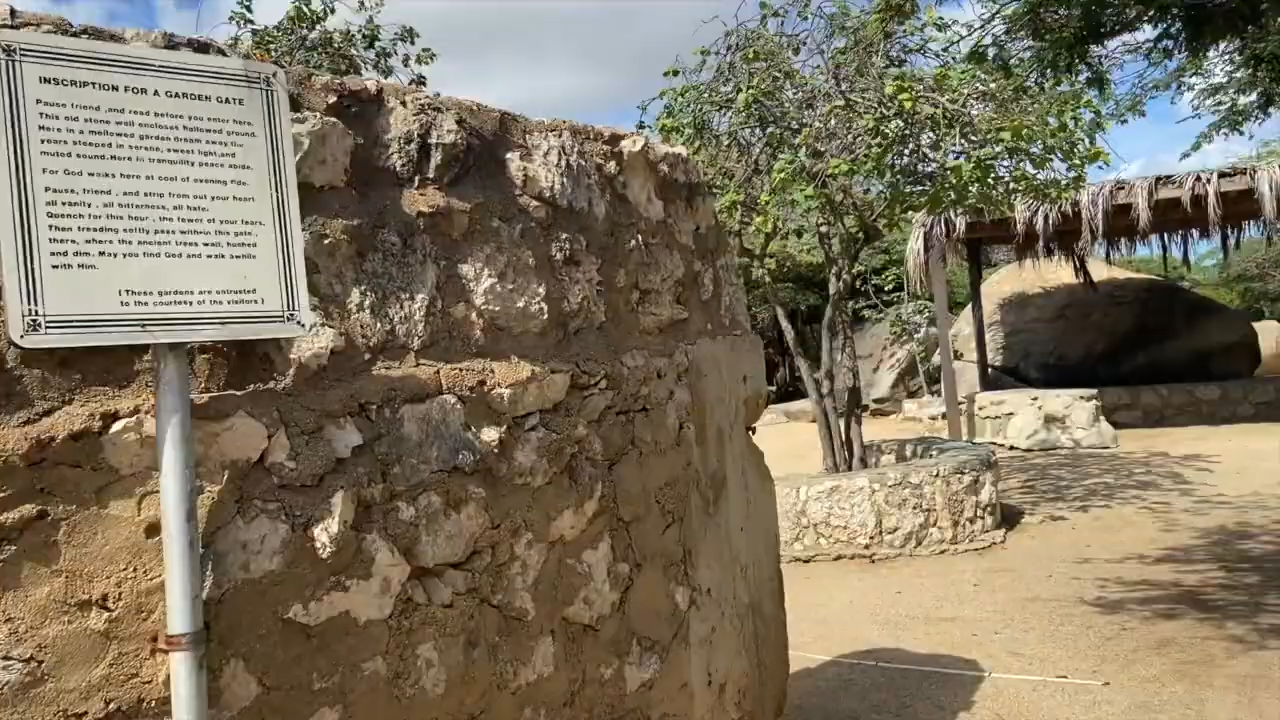 INSCRIPTION FOR A GARDEN GATE
Pause friend ,and read before you enter here.
This old stone wall encloses hallowed ground.
Here in a mellowed garden dream away the
years steeped in serene, sweet light,and
muted sound.Here in tranquility peace abide.
For God walks here at cool of evening tide.
Pause, friend , and strip from out your heart
all vanity , all bitterness, all hate.
Quench for this hour , the fever of your fears.
Then treading softly pass within this gate ,
there, where the ancient trees wait, hushed
and dim. May you find God and walk awhile
with Him.
( These gardens are entrusted
to the courtesy of the visitors )